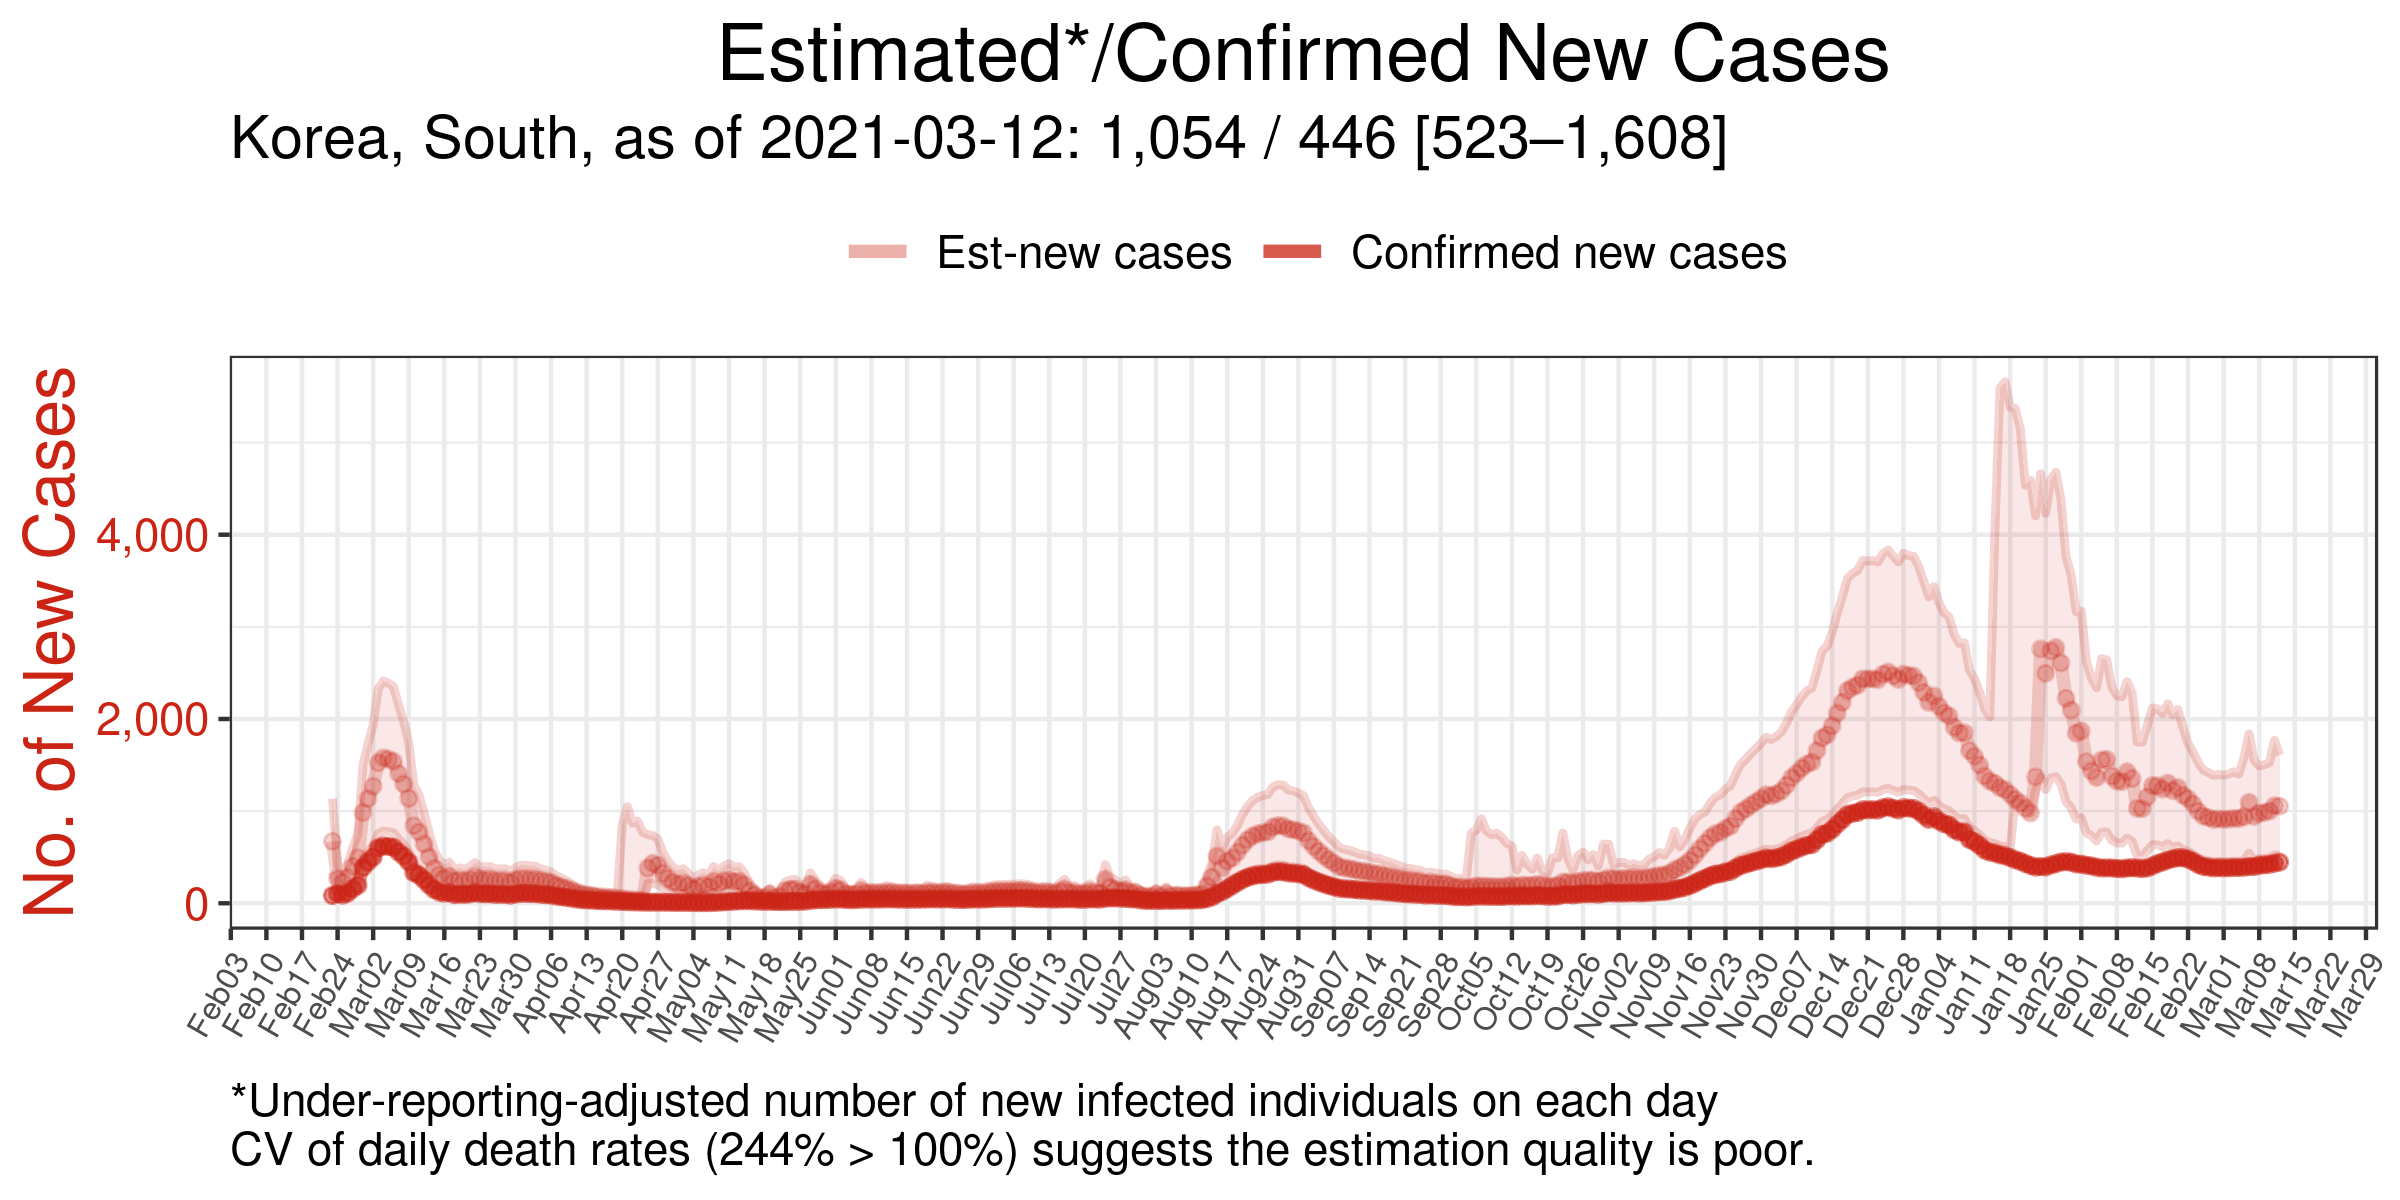 Estimated*/Confirmed New Cases
Korea, South, as of 2021-03-12: 1,054 / 446 [523–1,608]
Est-new cases
Confirmed new cases
No. of New Cases
4,000
2,000
0
Feb03
Feb10
Feb17
Feb24
Mar02
Mar09
Mar16
Mar23
Mar30
Apr06
Apr13
Apr20
Apr27
May04
May11
May18
May25
Jun01
Jun08
Jun15
Jun22
Jun29
Jul06
Jul13
Jul20
Jul27
Aug03
Aug10
Aug17
Aug24
Aug31
Sep07
Sep14
Sep21
Sep28
Oct05
Oct12
Oct19
Oct26
Nov02
Nov09
Nov16
Nov23
Nov30
Dec07
Dec14
Dec21
Dec28
Jan04
Jan11
Jan18
Jan25
Feb01
Feb08
Feb15
Feb22
Mar01
Mar08
Mar15
Mar22
Mar29
*Under-reporting-adjusted number of new infected individuals on each day
CV of daily death rates (244% > 100%) suggests the estimation quality is poor.